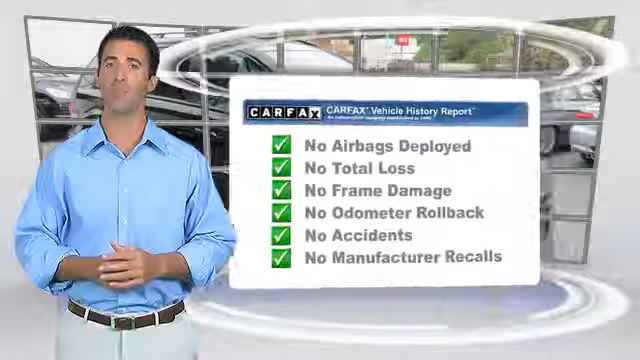 CARFAX CARFAX Vehicle History Report™
No Airbags Deployed
No Total Loss
No Frame Damage
No Odometer Rollback
No Accidents
No Manufacturer Recalls